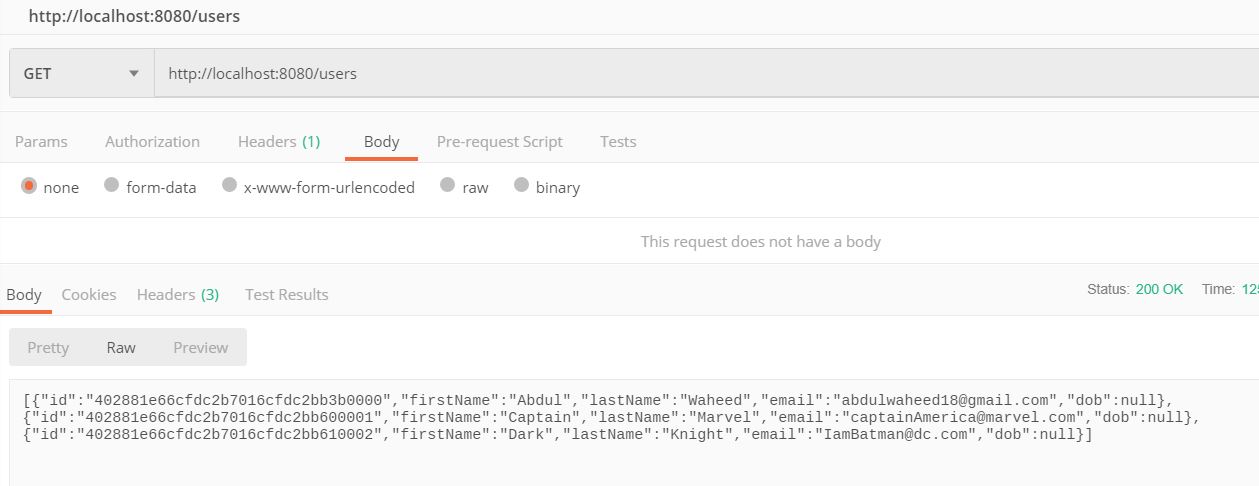 http://localhost:8080/users
GET http://localhost:8080/users
Params Authorization Headers (1) Body Pre-request Script Tests
none form-data x-www-form-urlencoded raw binary
This request does not have a body
Body Cookies Headers (3) Test Results Status: 200 OK Time: 125
Pretty Raw Preview
[{"id":"402881e66cfdc2b7016cfdc2bb3b0000","firstName":"Abdul","lastName":"Waheed","email":"abdulwaheed18@gmail.com","dob":null},
{"id":"402881e66cfdc2b7016cfdc2bb600001","firstName":"Captain","lastName":"Marvel","email":"captainAmerica@marvel.com","dob":null},
{"id":"402881e66cfdc2b7016cfdc2bb610002","firstName":"Dark","lastName":"Knight","email":"IamBatman@dc.com","dob":null}]